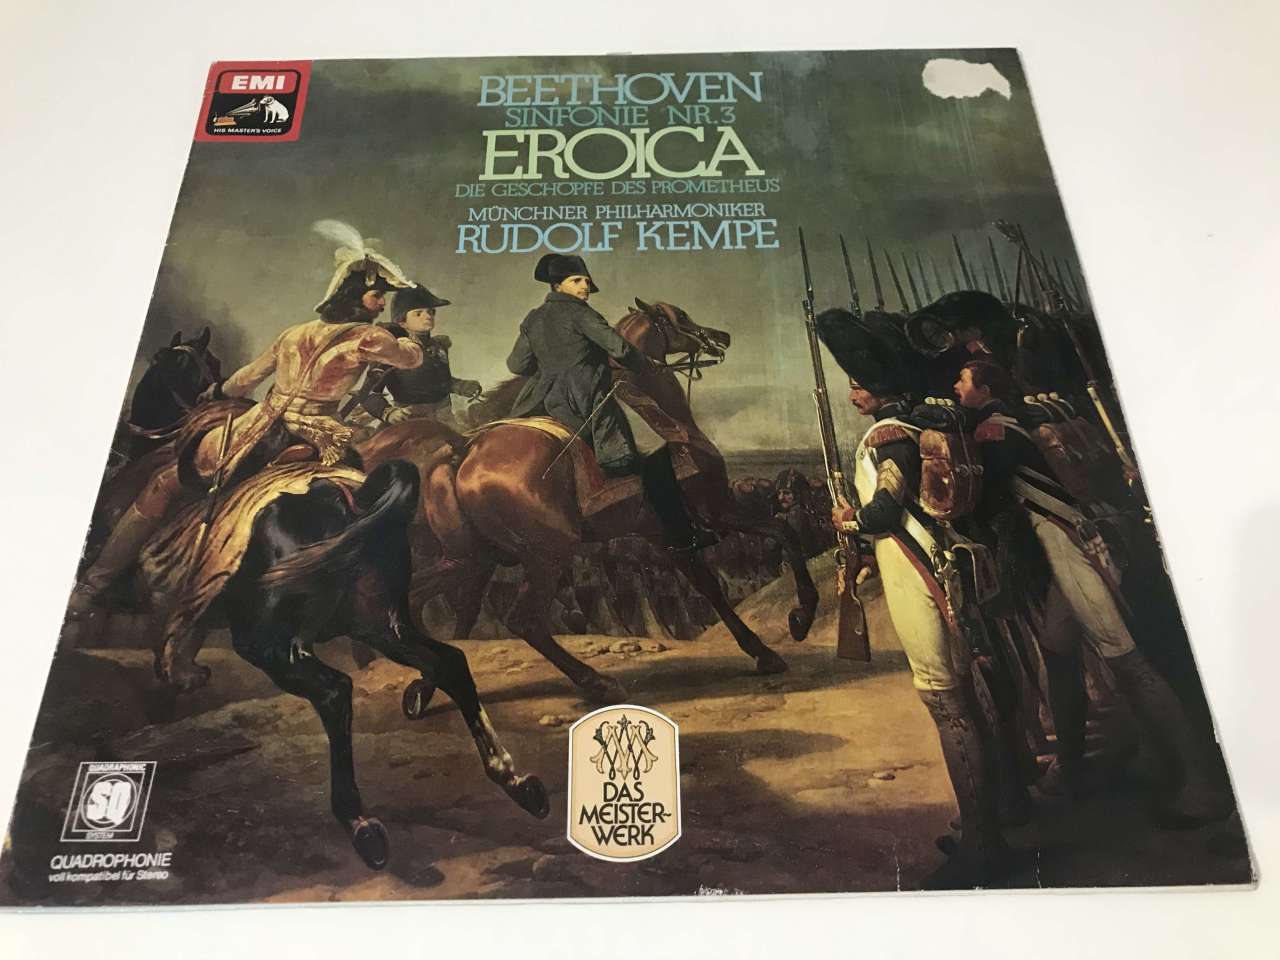 EMI
HIS MASTER'S VOICE
BEETHOVEN
SINFONIE NR.3
EROICA
DIE GESCHÖPFE DES PROMETHEUS
MÜNCHNER PHILHARMONIKER
RUDOLF KEMPE
DAS
MEISTER-
WERK
QUADRAPHONIC
SQ
SYSTEM
QUADROPHONIE
voll kompatibel für Stereo